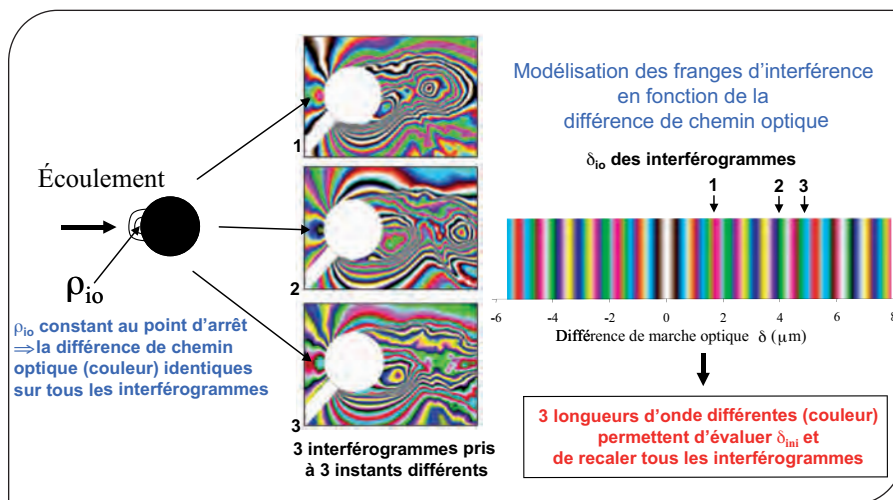 Écoulement
ρio
ρio constant au point d'arrêt
⇒la différence de chemin
optique (couleur) identiques
sur tous les interférogrammes
1
2
3
3 interférogrammes pris
à 3 instants différents
Modélisation des franges d'interférence
en fonction de la
différence de chemin optique
δio des interférogrammes
1 2 3
-6 -4 -2 0 2 4 6 8
Différence de marche optique δ (μm)
3 longueurs d'onde différentes (couleur)
permettent d'évaluer δini et
de recaler tous les interférogrammes